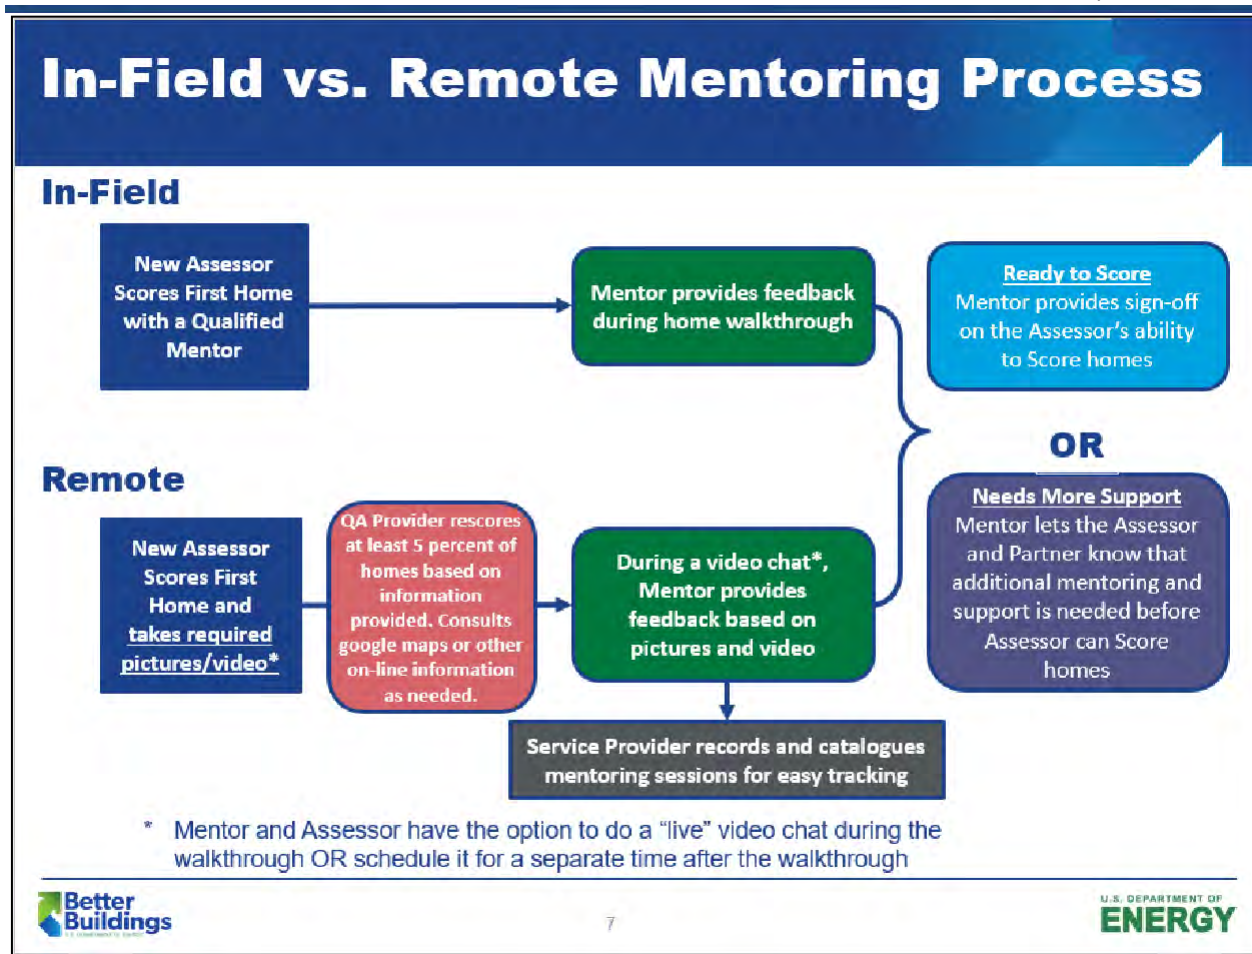 In-Field vs. Remote Mentoring Process
In-Field
New Assessor
Scores First Home
with a Qualified
Mentor
Mentor provides feedback
during home walkthrough
Ready to Score
Mentor provides sign-off
on the Assessor's ability
to Score homes
OR
Remote
New Assessor
Scores First
Home and
takes required
pictures/video*
QA Provider rescores
at least 5 percent of
homes based on
information
provided. Consults
google maps or other
on-line information
as needed.
During a video chat*,
Mentor provides
feedback based on
pictures and video
Needs More Support
Mentor lets the Assessor
and Partner know that
additional mentoring and
support is needed before
Assessor can Score
homes
Service Provider records and catalogues
mentoring sessions for easy tracking
* Mentor and Assessor have the option to do a “live” video chat during the
walkthrough OR schedule it for a separate time after the walkthrough
Better
Buildings
7
U.S. DEPARTMENT OF
ENERGY